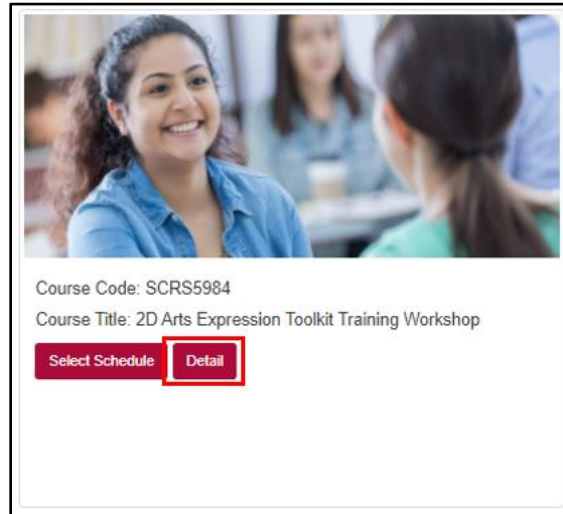 Course Code: SCRS5984
Course Title: 2D Arts Expression Toolkit Training Workshop
Select Schedule Detail